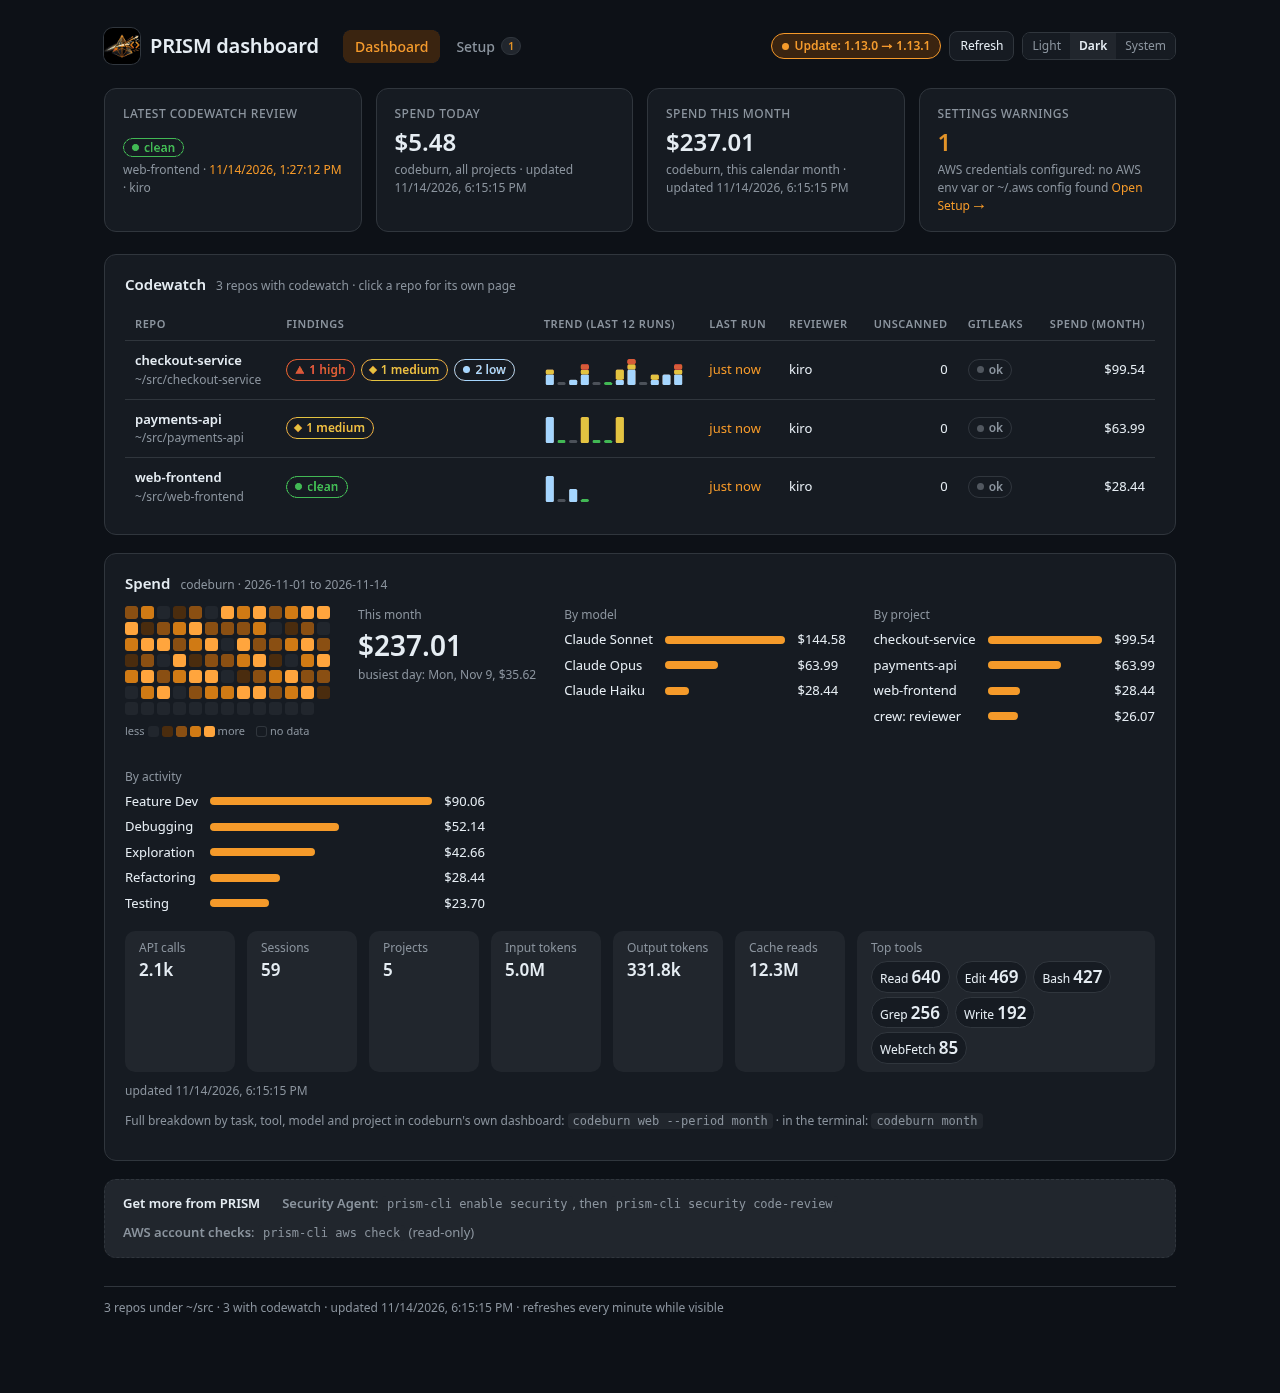 PRISM dashboard
Dashboard
Setup 1
Update: 1.13.0 → 1.13.1
Refresh
Light Dark System
LATEST CODEWATCH REVIEW
clean
web-frontend · 11/14/2026, 1:27:12 PM
· kiro
SPEND TODAY
$5.48
codeburn, all projects · updated
11/14/2026, 6:15:15 PM
SPEND THIS MONTH
$237.01
codeburn, this calendar month ·
updated 11/14/2026, 6:15:15 PM
SETTINGS WARNINGS
1
AWS credentials configured: no AWS
env var or ~/.aws config found Open
Setup →
Codewatch 3 repos with codewatch · click a repo for its own page
REPO FINDINGS TREND (LAST 12 RUNS) LAST RUN REVIEWER UNSCANNED GITLEAKS SPEND (MONTH)
checkout-service
~/src/checkout-service
1 high 1 medium 2 low just now kiro 0 ok $99.54
payments-api
~/src/payments-api
1 medium just now kiro 0 ok $63.99
web-frontend
~/src/web-frontend
clean just now kiro 0 ok $28.44
Spend codeburn · 2026-11-01 to 2026-11-14
less more no data
This month
$237.01
busiest day: Mon, Nov 9, $35.62
By model
Claude Sonnet $144.58
Claude Opus $63.99
Claude Haiku $28.44
By project
checkout-service $99.54
payments-api $63.99
web-frontend $28.44
crew: reviewer $26.07
By activity
Feature Dev $90.06
Debugging $52.14
Exploration $42.66
Refactoring $28.44
Testing $23.70
API calls
2.1k
Sessions
59
Projects
5
Input tokens
5.0M
Output tokens
331.8k
Cache reads
12.3M
Top tools
Read 640 Edit 469 Bash 427
Grep 256 Write 192
WebFetch 85
updated 11/14/2026, 6:15:15 PM
Full breakdown by task, tool, model and project in codeburn's own dashboard: codeburn web --period month · in the terminal: codeburn month
Get more from PRISM Security Agent: prism-cli enable security , then prism-cli security code-review
AWS account checks: prism-cli aws check (read-only)
3 repos under ~/src · 3 with codewatch · updated 11/14/2026, 6:15:15 PM · refreshes every minute while visible